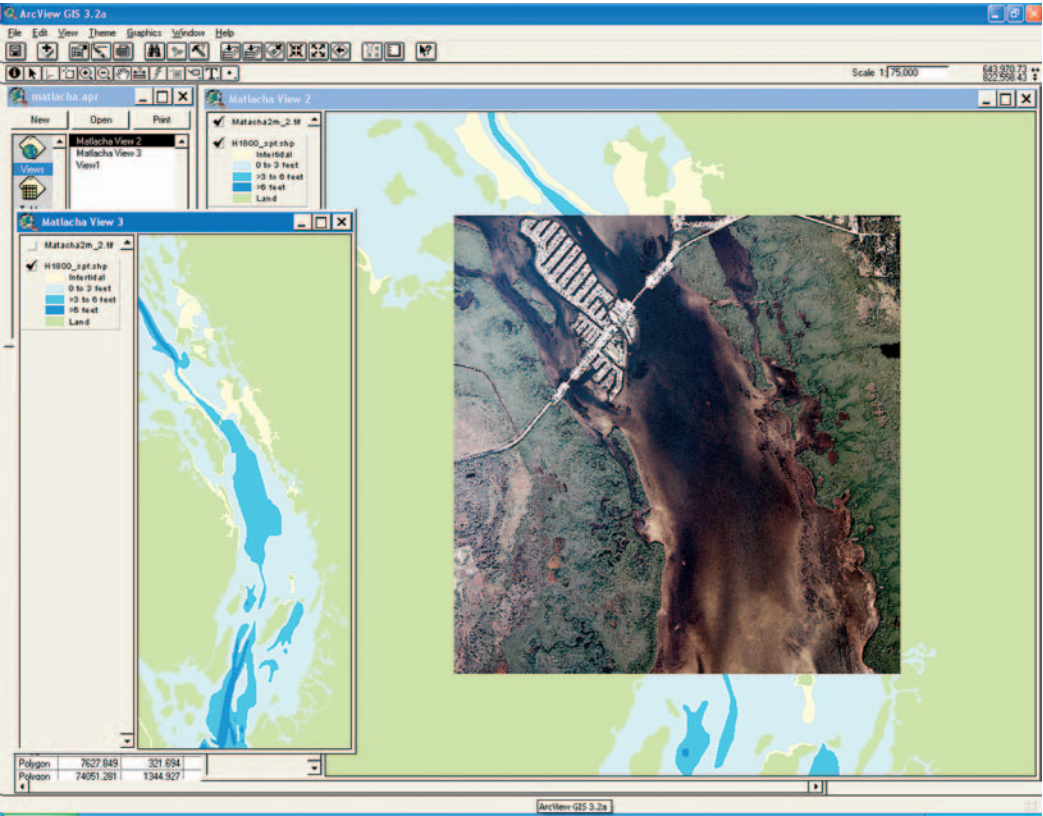 ArcView GIS 3.2a
File Edit View Theme Graphics Window Help
Scale 1: 75,000
643,970.73
822,558.43
matlacha.apr
New Open Print
Views
Matlacha View 2
Matlacha View 3
View1
Matlacha View 2
Matacha2m_2.tif
H1800_spt.shp
Intertidal
0 to 3 feet
>3 to 6 feet
>6 feet
Land
Matlacha View 3
Matacha2m_2.tif
H1800_spt.shp
Intertidal
0 to 3 feet
>3 to 6 feet
>6 feet
Land
Polygon 7627.849 321.694
Polygon 74051.281 1344.927
ArcView GIS 3.2a